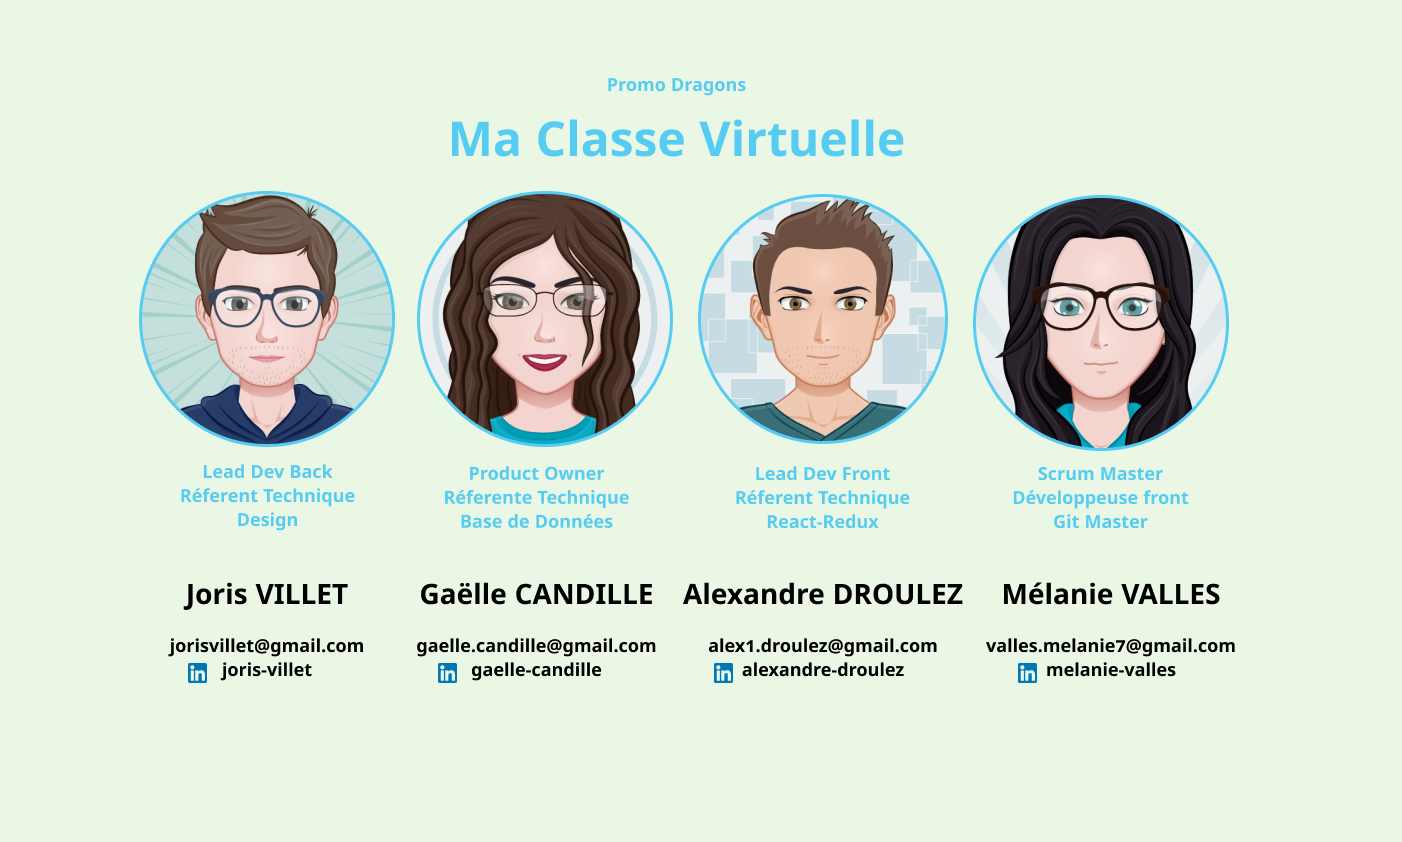 Promo Dragons
Ma Classe Virtuelle
Lead Dev Back
Réferent Technique
Design
Product Owner
Réferente Technique
Base de Données
Lead Dev Front
Réferent Technique
React-Redux
Scrum Master
Développeuse front
Git Master
Joris VILLET
jorisvillet@gmail.com
in joris-villet
Gaëlle CANDILLE
gaelle.candille@gmail.com
in gaelle-candille
Alexandre DROULEZ
alex1.droulez@gmail.com
in alexandre-droulez
Mélanie VALLES
valles.melanie7@gmail.com
in melanie-valles